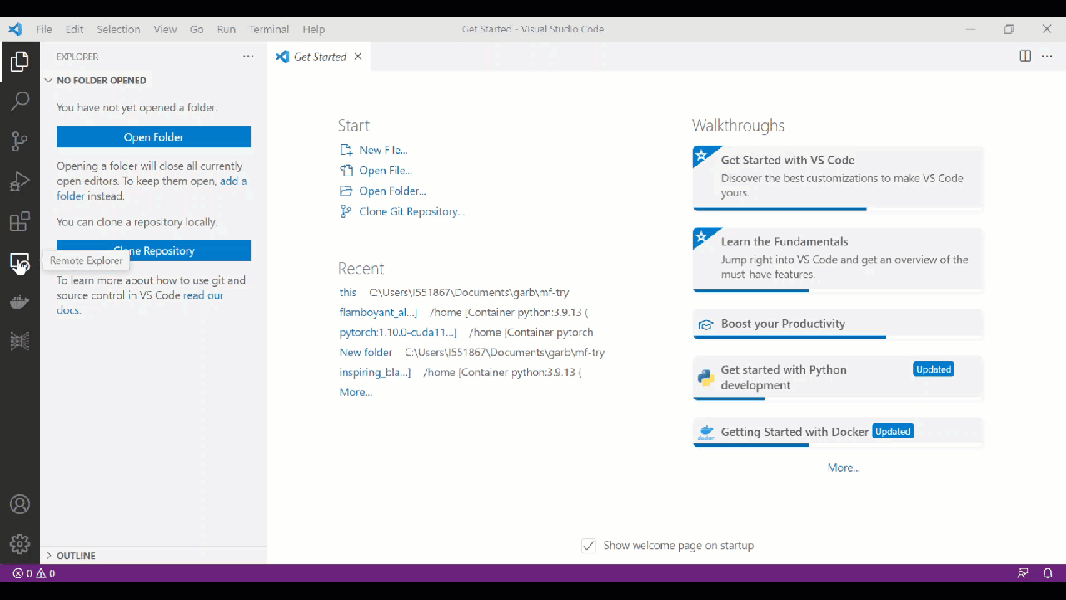 File Edit Selection View Go Run Terminal Help
Get Started - Visual Studio Code
EXPLORER
Get Started
NO FOLDER OPENED
You have not yet opened a folder.
Open Folder
Opening a folder will close all currently
open editors. To keep them open, add a
folder instead.
You can clone a repository locally.
Clone Repository
Remote Explorer
To learn more about how to use git and
source control in VS Code read our
docs.
OUTLINE
Start
New File...
Open File...
Open Folder...
Clone Git Repository...
Recent
this C:\Users\I551867\Documents\garb\mf-try
flamboyant_al...] /home [Container python:3.9.13 (
pytorch:1.10.0-cuda11...] /home [Container pytorch
New folder C:\Users\I551867\Documents\garb\mf-try
inspiring_bla...] /home [Container python:3.9.13 (
More...
Walkthroughs
Get Started with VS Code
Discover the best customizations to make VS Code
yours.
Learn the Fundamentals
Jump right into VS Code and get an overview of the
must have features.
Boost your Productivity
Get started with Python
development
Updated
Getting Started with Docker Updated
More...
Show welcome page on startup
0 0